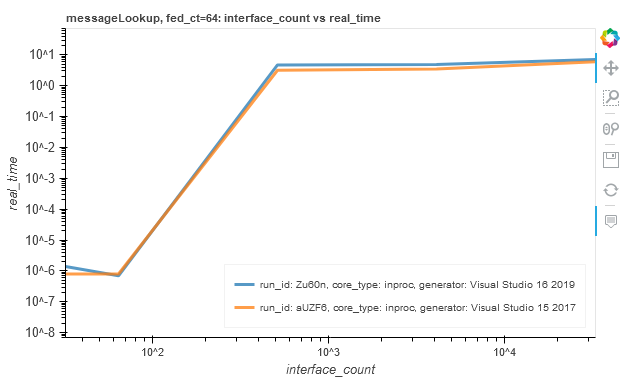 messageLookup, fed_ct=64: interface_count vs real_time
10^1
10^0
10^-1
10^-2
10^-3
10^-4
10^-5
10^-6
10^-7
10^-8
real_time
run_id: Zu60n, core_type: inproc, generator: Visual Studio 16 2019
run_id: aUZF6, core_type: inproc, generator: Visual Studio 15 2017
10^2
10^3
10^4
interface_count